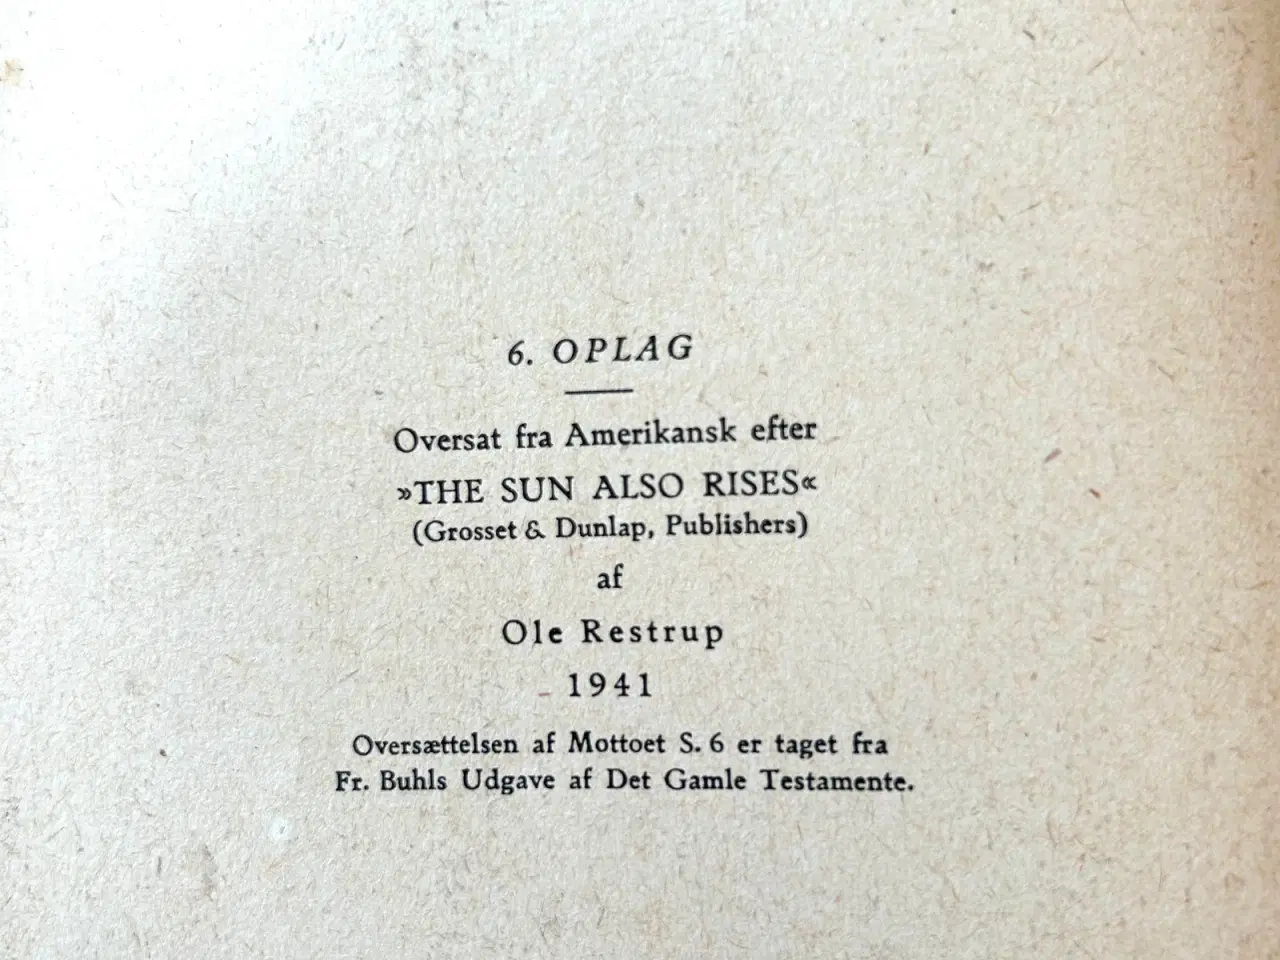 6. OPLAG
Oversat fra Amerikansk efter
»THE SUN ALSO RISES«
(Grosset & Dunlap, Publishers)
af
Ole Restrup
1941
Oversættelsen af Mottoet S. 6 er taget fra
Fr. Buhls Udgave af Det Gamle Testamente.